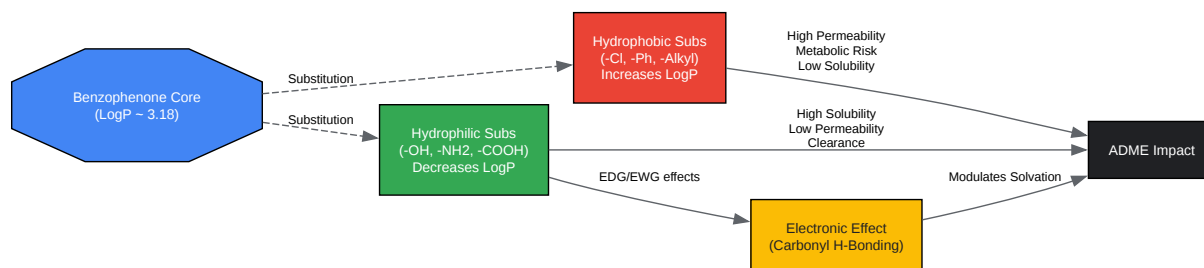 Benzophenone Core
(LogP ~ 3.18)
Substitution
Substitution
Hydrophobic Subs
(-Cl, -Ph, -Alkyl)
Increases LogP
Hydrophilic Subs
(-OH, -NH2, -COOH)
Decreases LogP
High Permeability
Metabolic Risk
Low Solubility
High Solubility
Low Permeability
Clearance
EDG/EWG effects
Electronic Effect
(Carbonyl H-Bonding)
Modulates Solvation
ADME Impact